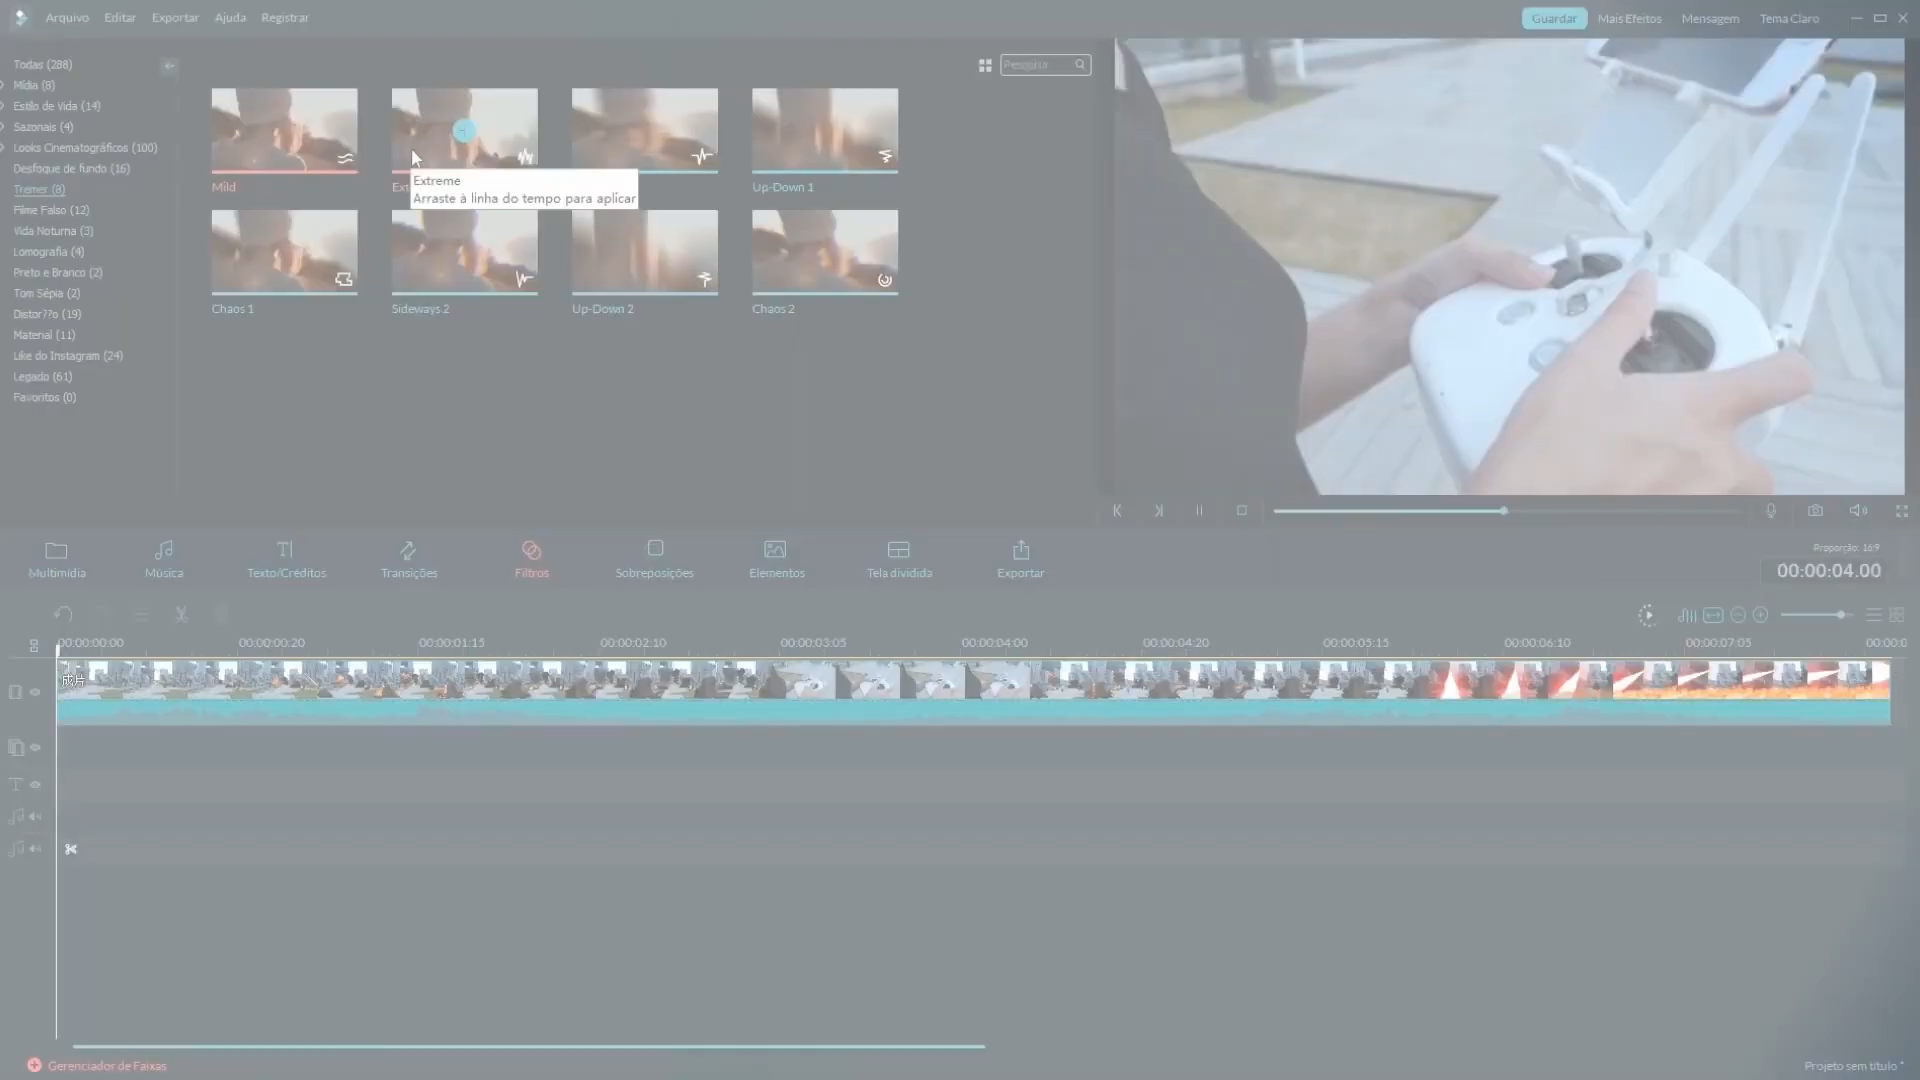 Arquivo Editar Exportar Ajuda Registrar Guardar Mais Efeitos Mensagem Tema Claro
Todas (288)
Mídia (8)
Estilo de Vida (14)
Sazonais (4)
Looks Cinematográficos (100)
Desfoque de fundo (16)
Tremer (8)
Filme Falso (12)
Vida Noturna (3)
Lomografia (4)
Preto e Branco (2)
Tom Sépia (2)
Distor??o (19)
Material (11)
Like do Instagram (24)
Legado (61)
Favoritos (0)
Pesquisa
Mild
Ext
Up-Down 1
Extreme
Arraste à linha do tempo para aplicar
Chaos 1
Sideways 2
Up-Down 2
Chaos 2
Multimídia
Música
Texto/Créditos
Transições
Filtros
Sobreposições
Elementos
Tela dividida
Exportar
Proporção: 16:9
00:00:04.00
00:00:00:00 00:00:00:20 00:00:01:15 00:00:02:10 00:00:03:05 00:00:04:00 00:00:04:20 00:00:05:15 00:00:06:10 00:00:07:05 00:00:0
成片
Gerenciador de Faixas
Projeto sem título *